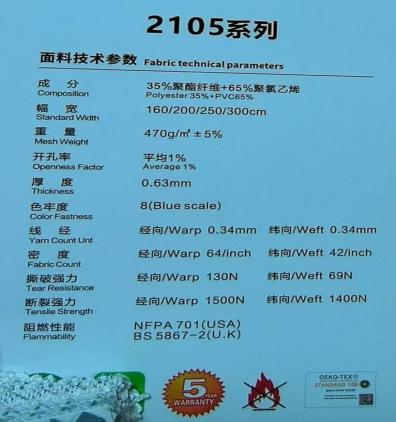 2105系列
面料技术参数 Fabric technical parameters
成 分 35%聚酯纤维+65%聚氯乙烯
Composition Polyester 35%+PVC65%
幅 宽 160/200/250/300cm
Standard Width
重 量 470g/㎡±5%
Mesh Weight
开孔率 平均1%
Openness Factor Average 1%
厚 度 0.63mm
Thickness
色牢度 8(Blue scale)
Color Fastness
线 经 经向/Warp 0.34mm 纬向/Weft 0.34mm
Yarn Count Unt
密 度 经向/Warp 64/inch 纬向/Weft 42/inch
Fabric Count
撕破强力 经向/Warp 130N 纬向/Weft 69N
Tear Resistance
断裂强力 经向/Warp 1500N 纬向/Weft 1400N
Tensile Strength
阻燃性能 NFPA 701(USA)
Flammability BS 5867-2(U.K)
5 YEAR
WARRANTY
OEKO-TEX®
STANDARD 100